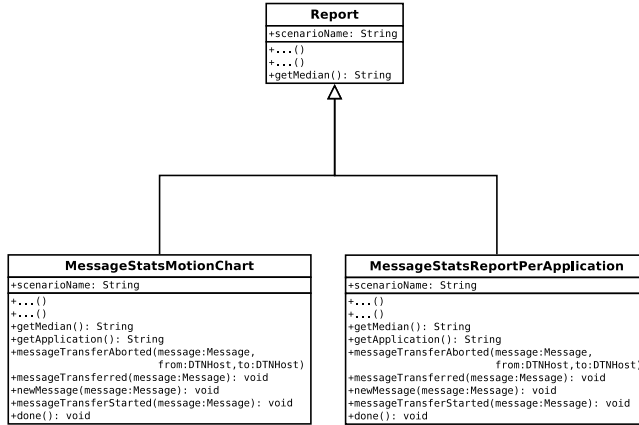 Report
+scenarioName: String
+...()
+...()
+getMedian(): String
MessageStatsMotionChart
+scenarioName: String
+...()
+...()
+getMedian(): String
+getApplication(): String
+messageTransferAborted(message:Message,
from:DTNHost,to:DTNHost)
+messageTransferred(message:Message): void
+newMessage(message:Message): void
+messageTransferStarted(message:Message): void
+done(): void
MessageStatsReportPerApplication
+scenarioName: String
+...()
+...()
+getMedian(): String
+getApplication(): String
+messageTransferAborted(message:Message,
from:DTNHost,to:DTNHost)
+messageTransferred(message:Message): void
+newMessage(message:Message): void
+messageTransferStarted(message:Message): void
+done(): void